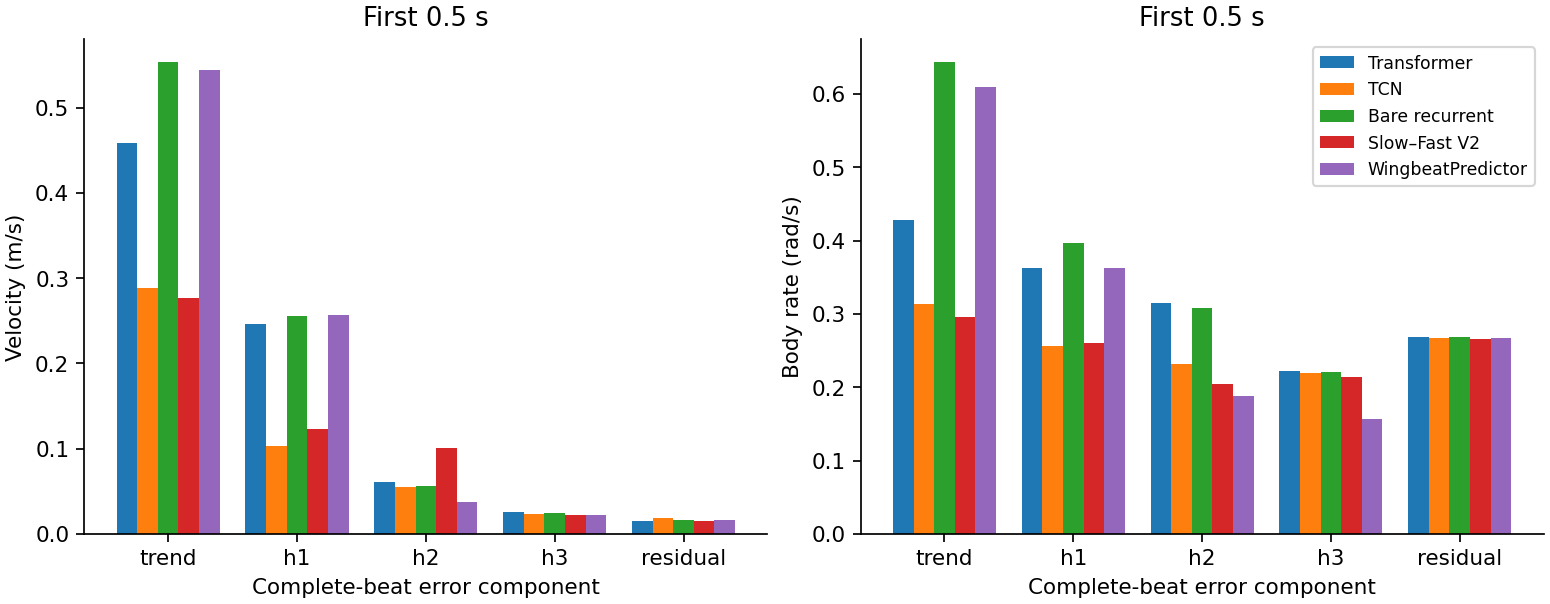 First 0.5 s
Velocity (m/s)
0.5
0.4
0.3
0.2
0.1
0.0
trend h1 h2 h3 residual
Complete-beat error component
First 0.5 s
Body rate (rad/s)
0.6
0.5
0.4
0.3
0.2
0.1
0.0
Transformer
TCN
Bare recurrent
Slow–Fast V2
WingbeatPredictor
trend h1 h2 h3 residual
Complete-beat error component